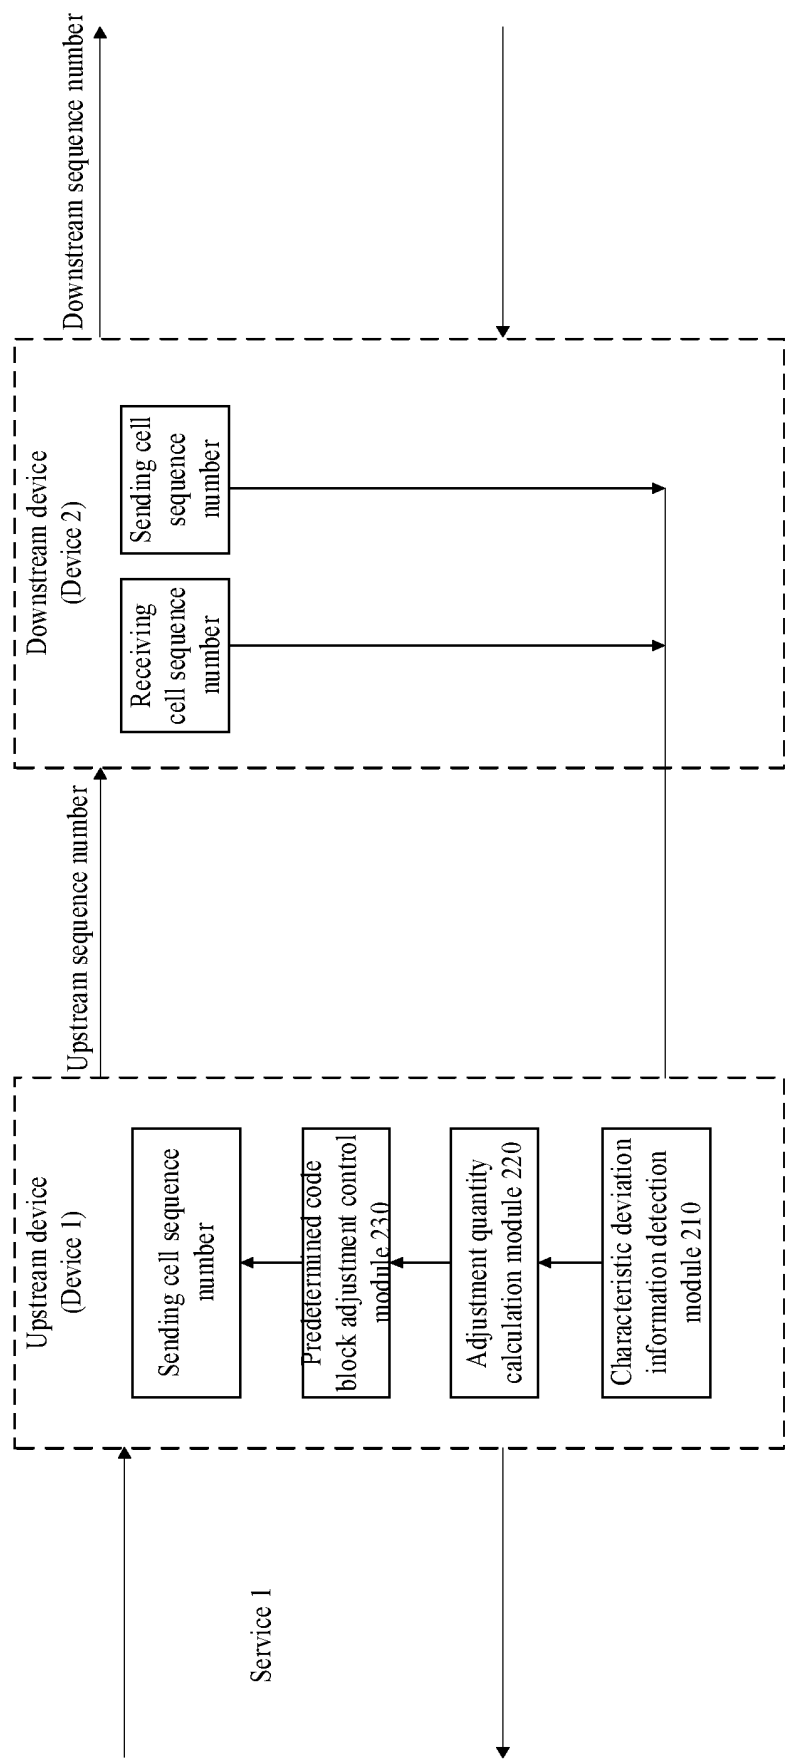 Service 1
Upstream device
(Device 1)
Sending cell sequence
number
Predetermined code
block adjustment control
module 230
Adjustment quantity
calculation module 220
Characteristic deviation
information detection
module 210
Upstream sequence number
Downstream device
(Device 2)
Receiving
cell sequence
number
Sending cell
sequence
number
Downstream sequence number